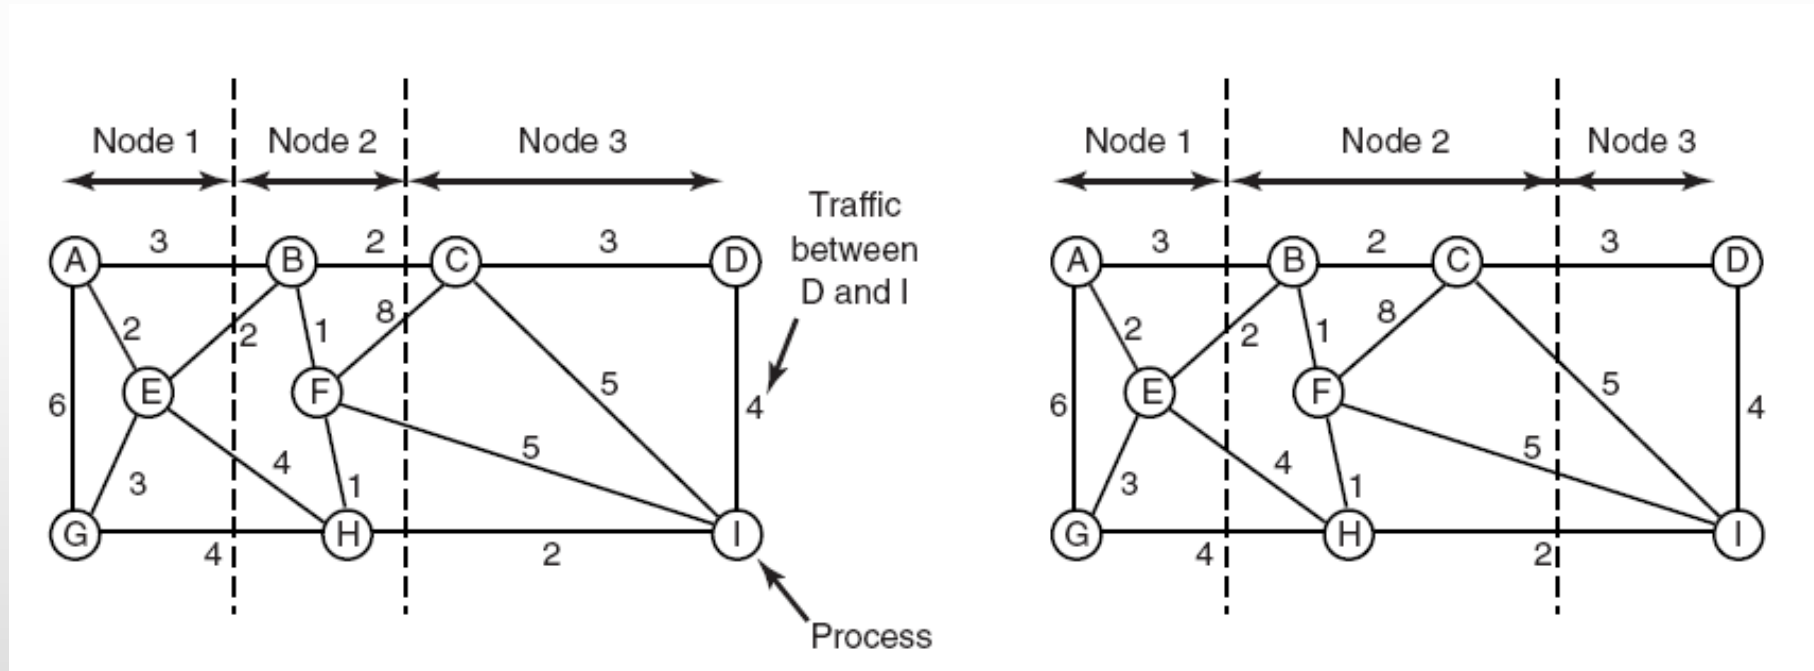 Node 1 Node 2 Node 3
Traffic
between
D and I
A 3 B 2 C 3 D
2 2 1 8
6 E F 5 4
5
3 4 1
G 4 H 2 I
Process
Node 1 Node 2 Node 3
A 3 B 2 C 3 D
2 2 1 8
6 E F 5 4
5
3 4 1
G 4 H 2 I